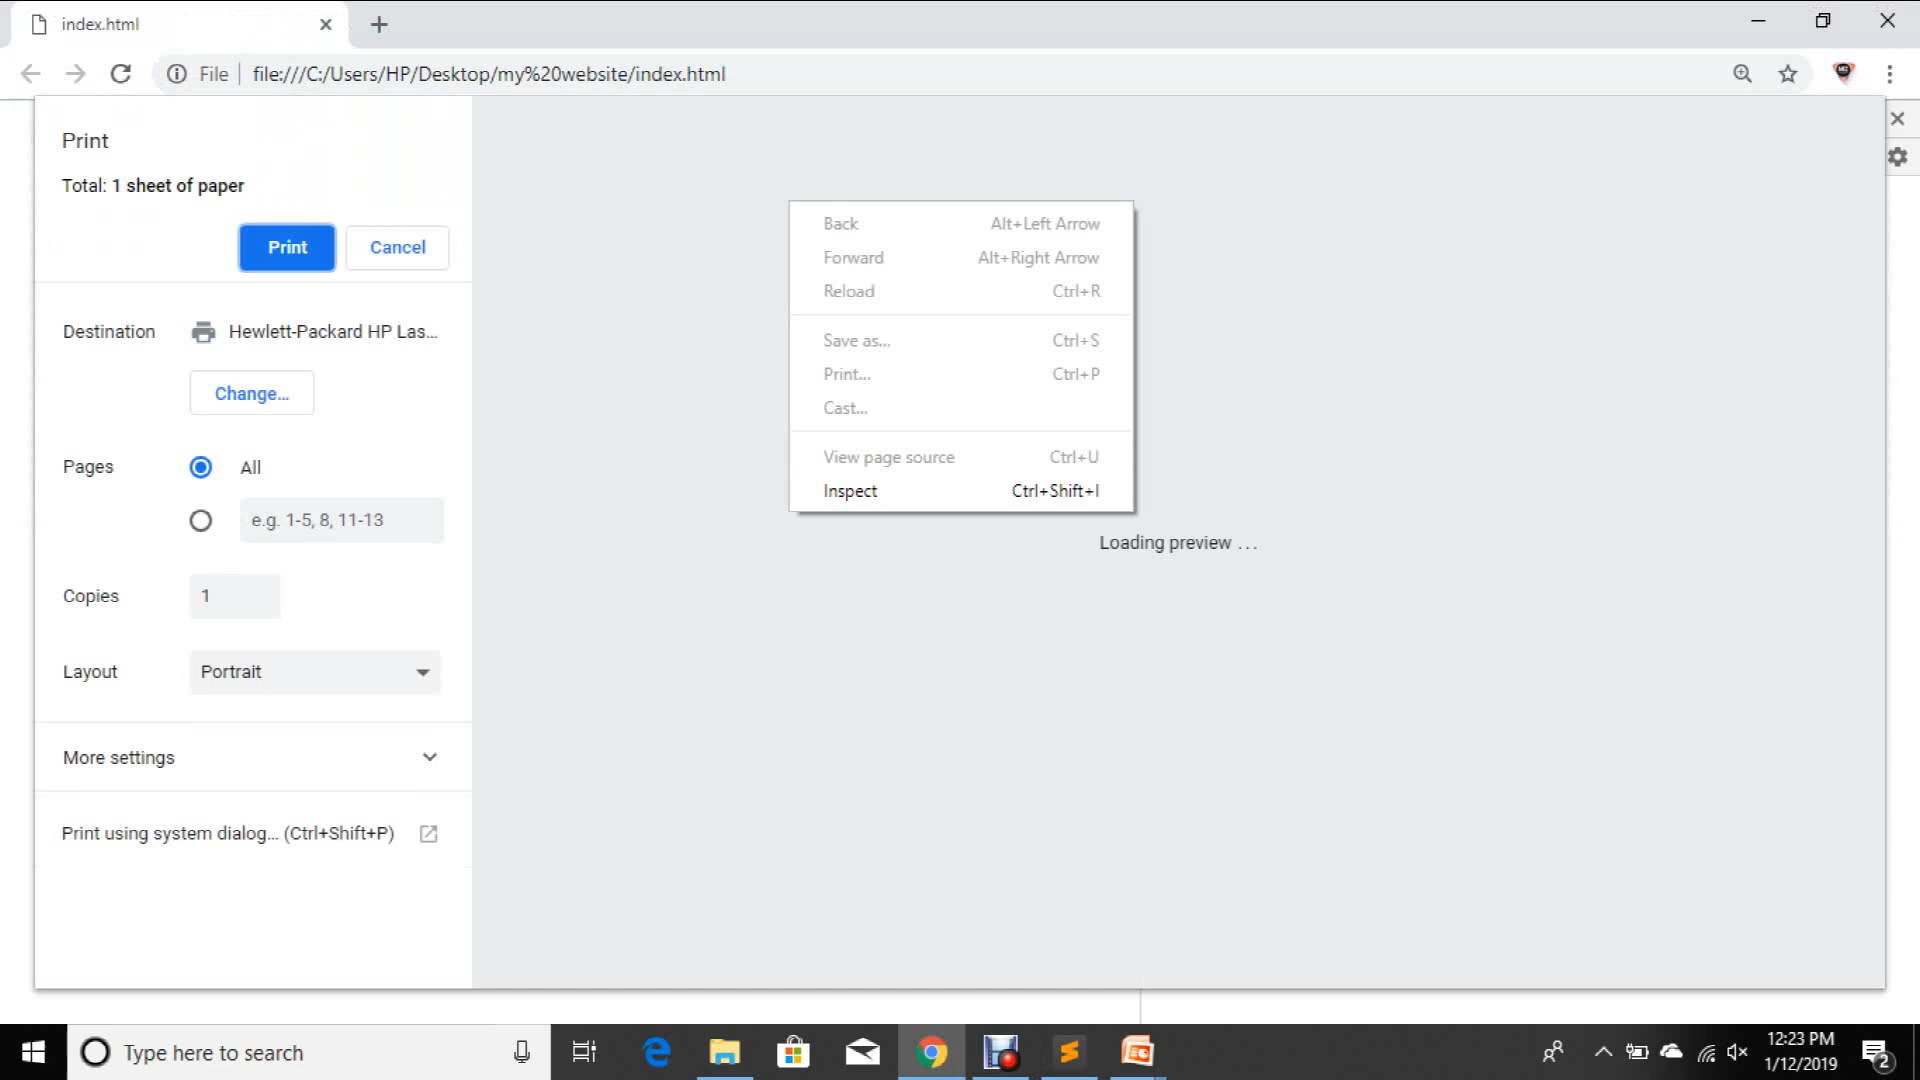 index.html
File
file:///C:/Users/HP/Desktop/my%20website/index.html
Print
Total: 1 sheet of paper
Print
Cancel
Destination
Hewlett-Packard HP Las...
Change...
Pages
All
e.g. 1-5, 8, 11-13
Copies
1
Layout
Portrait
More settings
Print using system dialog... (Ctrl+Shift+P)
Back Alt+Left Arrow
Forward Alt+Right Arrow
Reload Ctrl+R
Save as... Ctrl+S
Print... Ctrl+P
Cast...
View page source Ctrl+U
Inspect Ctrl+Shift+I
Loading preview ...
Type here to search
12:23 PM
1/12/2019
2